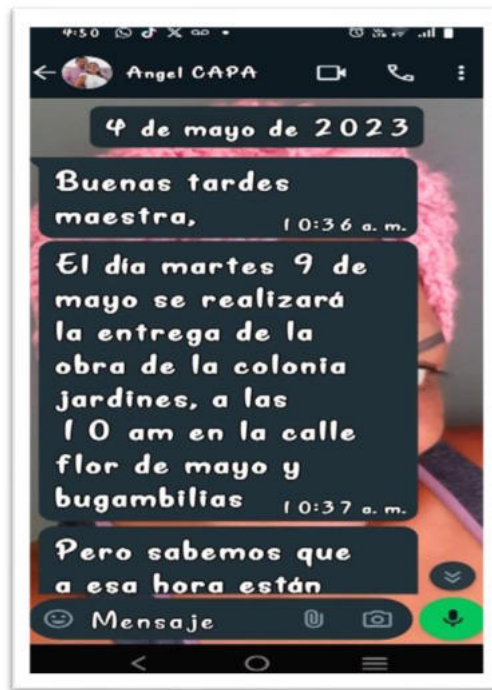 4:50
Angel CAPA
4 de mayo de 2023
Buenas tardes
maestra,
10:36 a. m.
El día martes 9 de
mayo se realizará
la entrega de la
obra de la colonia
jardines, a las
10 am en la calle
flor de mayo y
bugambilias
10:37 a. m.
Pero sabemos que
a esa hora están
Mensaje